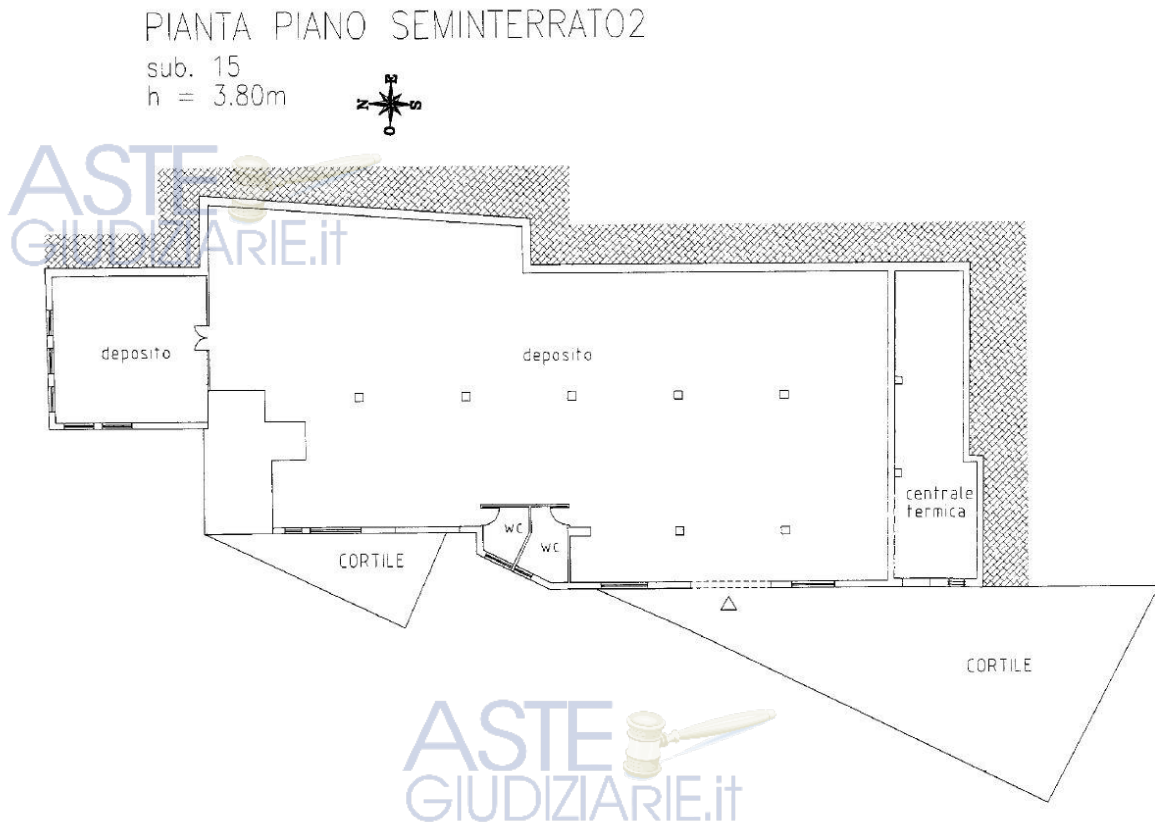 PIANTA PIANO SEMINTERRATO2
sub. 15
h = 3.80m
E
N S
O
ASTE
GIUDIZIARIE.it
deposito
deposito
centrale
termica
WC
WC
CORTILE
CORTILE
ASTE
GIUDIZIARIE.it